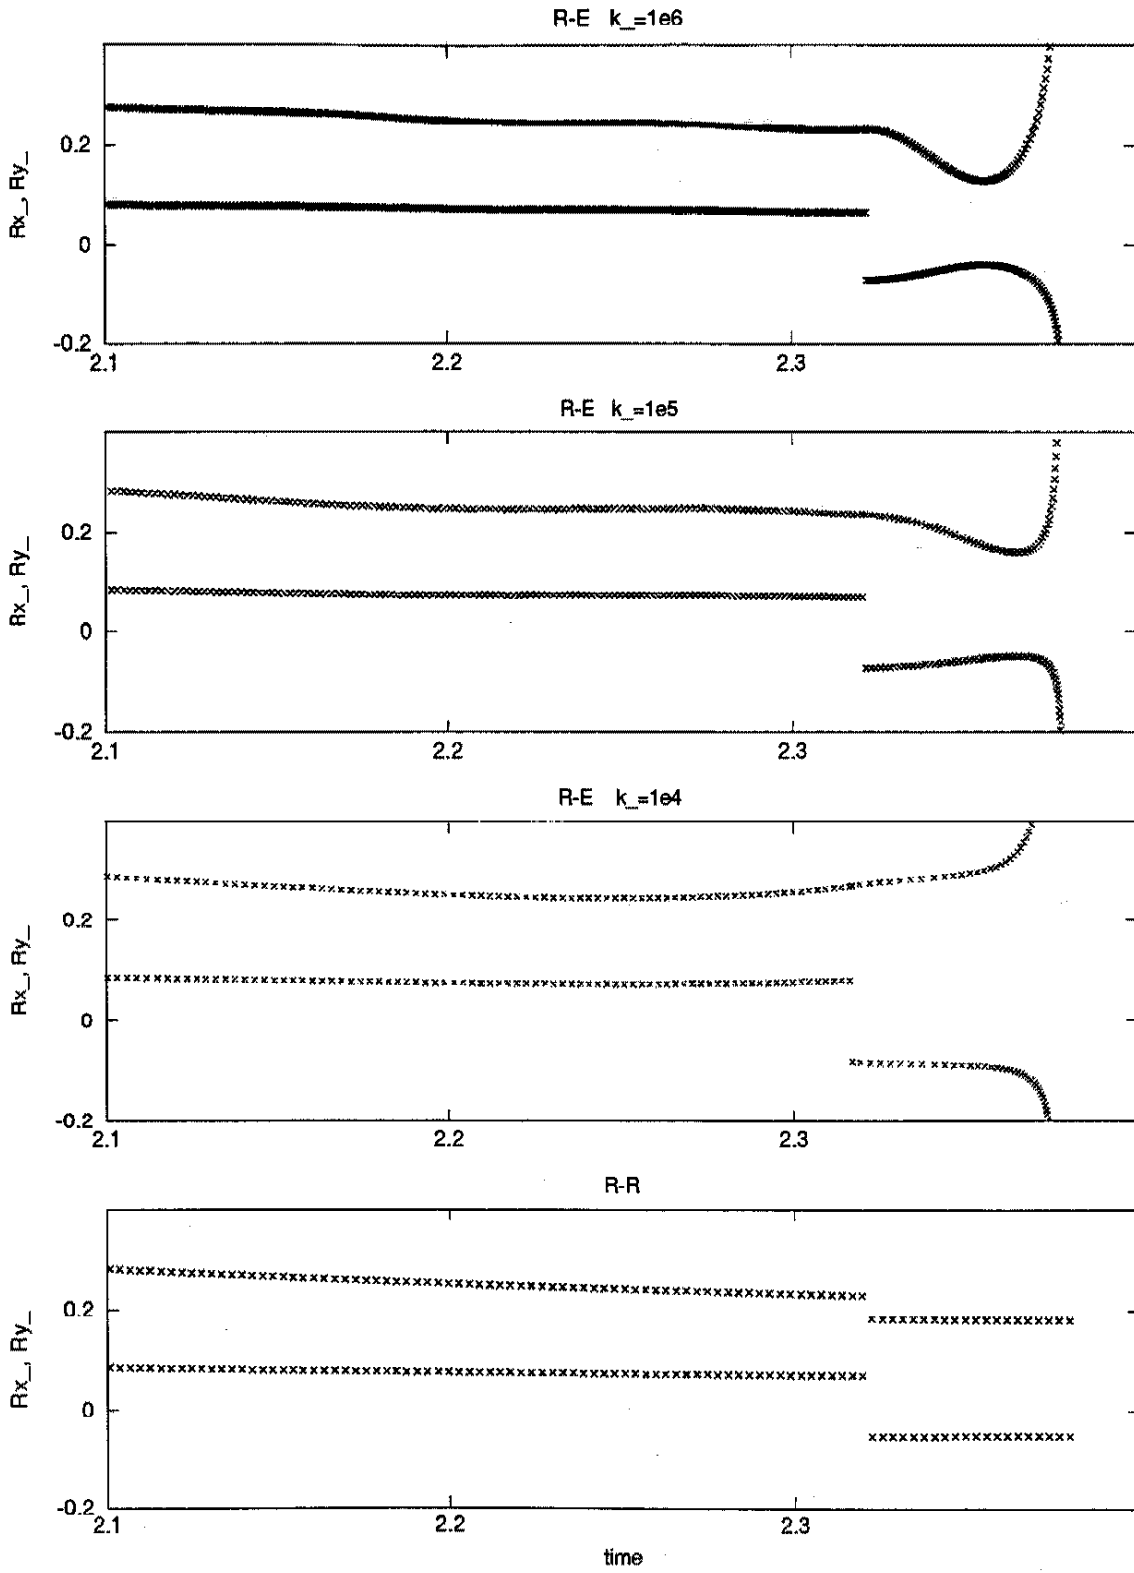 R-E k_=1e6
Rx_, Ry_
0.2
0
-0.2
2.1 2.2 2.3
R-E k_=1e5
Rx_, Ry_
0.2
0
-0.2
2.1 2.2 2.3
R-E k_=1e4
Rx_, Ry_
0.2
0
-0.2
2.1 2.2 2.3
R-R
Rx_, Ry_
0.2
0
-0.2
2.1 2.2 2.3
time